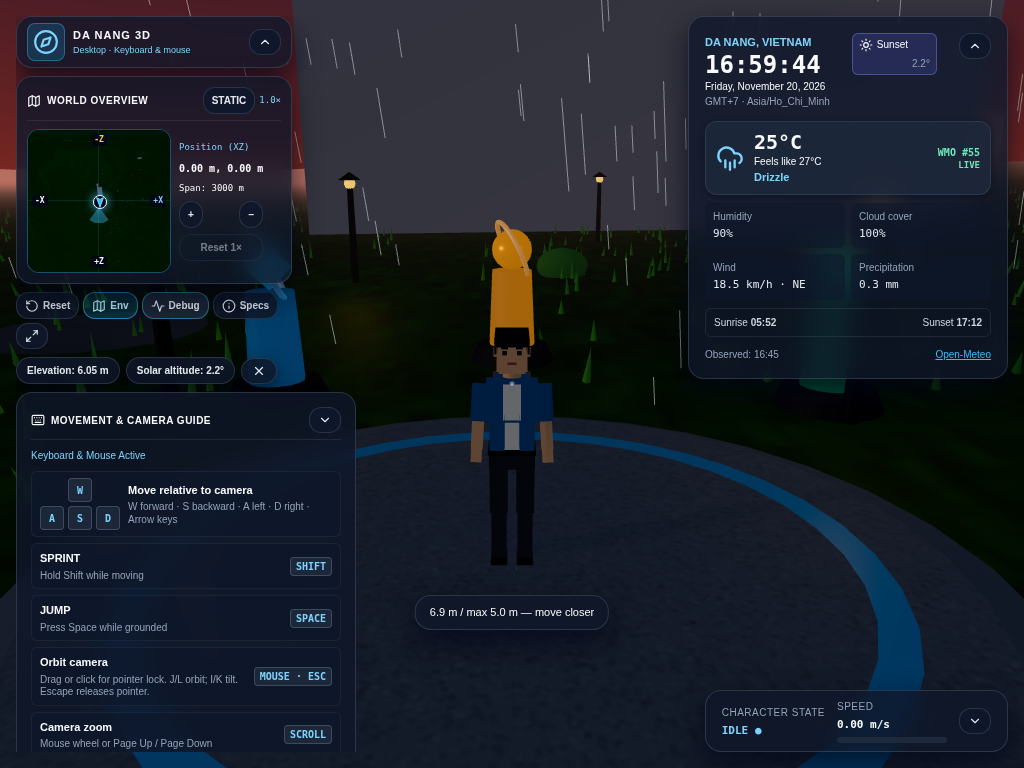 DA NANG 3D
Desktop · Keyboard & mouse
WORLD OVERVIEW
STATIC
1.0×
-Z
-X
+X
+Z
Position (XZ)
0.00 m, 0.00 m
Span: 3000 m
+
−
Reset 1×
Reset
Env
Debug
Specs
Elevation: 6.05 m
Solar altitude: 2.2°
MOVEMENT & CAMERA GUIDE
Keyboard & Mouse Active
W
A S D
Move relative to camera
W forward · S backward · A left · D right ·
Arrow keys
SPRINT
Hold Shift while moving
SHIFT
JUMP
Press Space while grounded
SPACE
Orbit camera
Drag or click for pointer lock. J/L orbit; I/K tilt.
Escape releases pointer.
MOUSE · ESC
Camera zoom
Mouse wheel or Page Up / Page Down
SCROLL
6.9 m / max 5.0 m — move closer
DA NANG, VIETNAM
16:59:44
Friday, November 20, 2026
GMT+7 · Asia/Ho_Chi_Minh
Sunset
2.2°
25°C
Feels like 27°C
Drizzle
WMO #55
LIVE
Humidity
90%
Cloud cover
100%
Wind
18.5 km/h · NE
Precipitation
0.3 mm
Sunrise 05:52
Sunset 17:12
Observed: 16:45
Open-Meteo
CHARACTER STATE
IDLE ●
SPEED
0.00 m/s